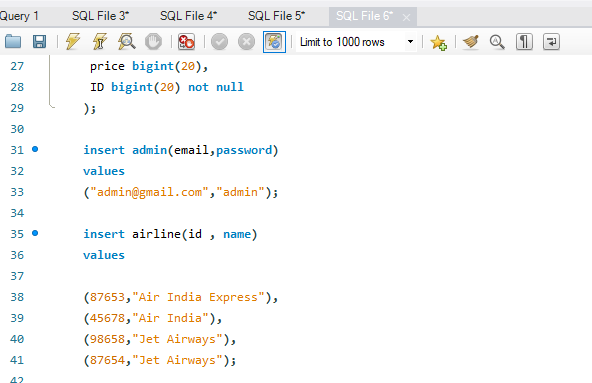 Query 1 SQL File 3* SQL File 4* SQL File 5* SQL File 6*
Limit to 1000 rows
27 price bigint(20),
28 ID bigint(20) not null
29 );
30
31 insert admin(email,password)
32 values
33 ("admin@gmail.com","admin");
34
35 insert airline(id , name)
36 values
37
38 (87653,"Air India Express"),
39 (45678,"Air India"),
40 (98658,"Jet Airways"),
41 (87654,"Jet Airways");
42